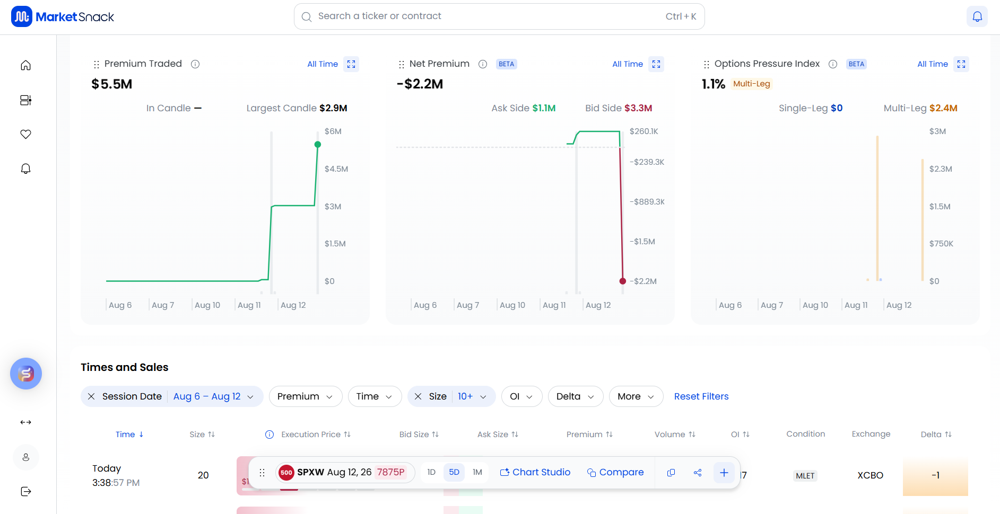 MarketSnack
Search a ticker or contract
Ctrl + K
Premium Traded
All Time
$5.5M
In Candle –
Largest Candle $2.9M
$6M
$4.5M
$3M
$1.5M
$0
Aug 6
Aug 7
Aug 10
Aug 11
Aug 12
Net Premium
BETA
All Time
-$2.2M
Ask Side $1.1M
Bid Side $3.3M
$260.1K
-$239.3K
-$889.3K
-$1.5M
-$2.2M
Aug 6
Aug 7
Aug 10
Aug 11
Aug 12
Options Pressure Index
BETA
All Time
1.1% Multi-Leg
Single-Leg $0
Multi-Leg $2.4M
$3M
$2.3M
$1.5M
$750K
$0
Aug 6
Aug 7
Aug 10
Aug 11
Aug 12
Times and Sales
Session Date Aug 6 – Aug 12
Premium
Time
Size 10+
OI
Delta
More
Reset Filters
Time
Size
Execution Price
Bid Size
Ask Size
Premium
Volume
OI
Condition
Exchange
Delta
Today
3:38:57 PM
20
500 SPXW Aug 12, 26 7875P
1D
5D
1M
Chart Studio
Compare
MLET
XCBO
-1